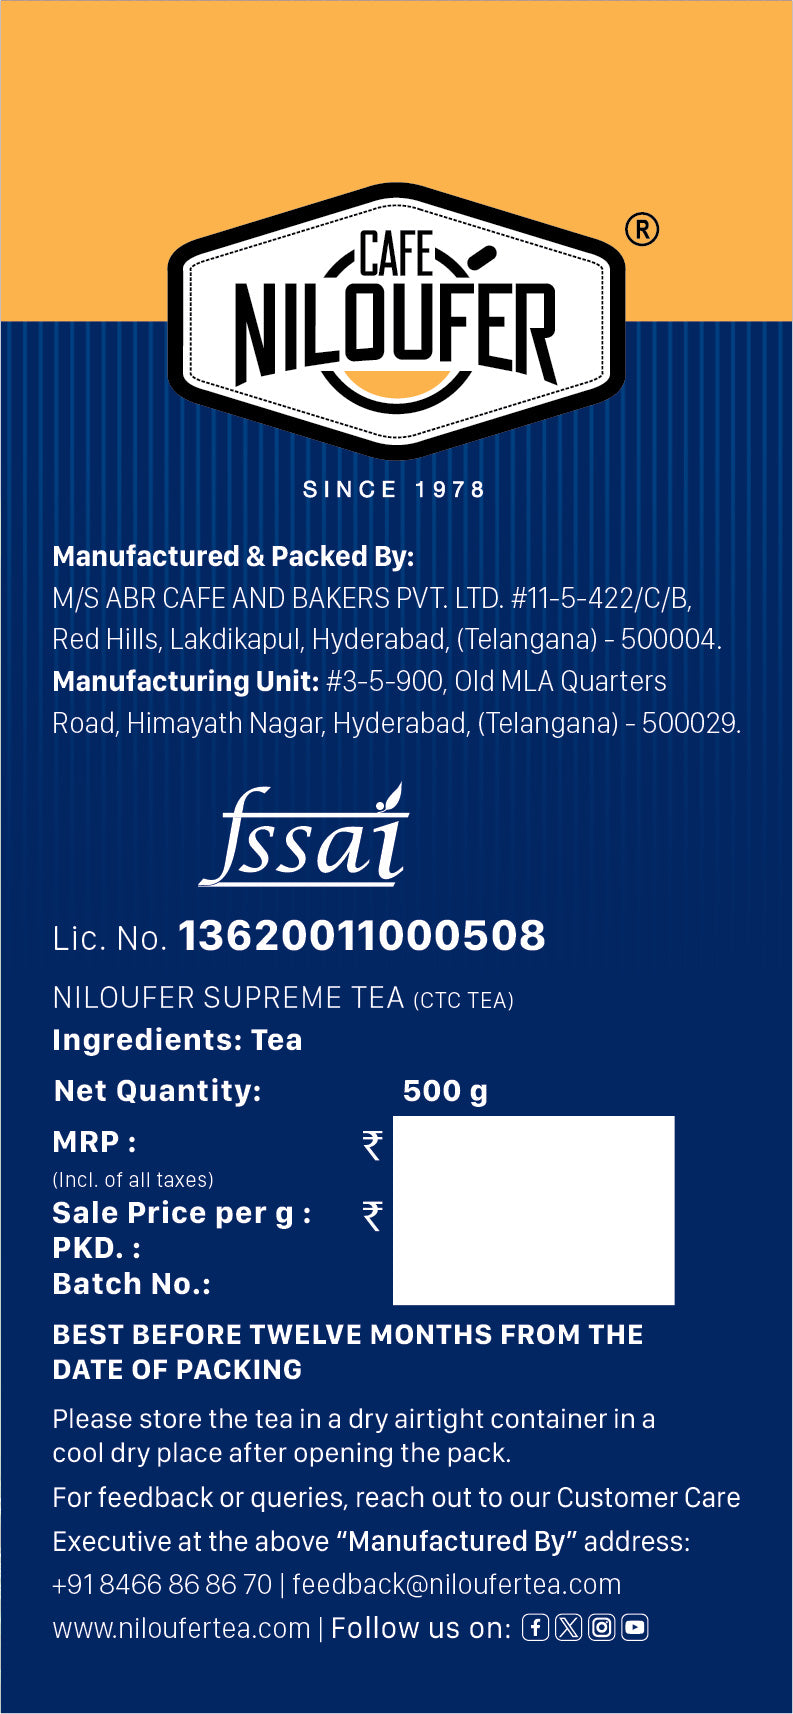 ®
CAFE
NILOUFER
SINCE 1978
Manufactured & Packed By:
M/S ABR CAFE AND BAKERS PVT. LTD. #11-5-422/C/B,
Red Hills, Lakdikapul, Hyderabad, (Telangana) - 500004.
Manufacturing Unit: #3-5-900, Old MLA Quarters
Road, Himayath Nagar, Hyderabad, (Telangana) - 500029.
fssai
Lic. No. 13620011000508
NILOUFER SUPREME TEA (CTC TEA)
Ingredients: Tea
Net Quantity: 500 g
MRP : ₹
(Incl. of all taxes)
Sale Price per g : ₹
PKD. :
Batch No.:
BEST BEFORE TWELVE MONTHS FROM THE
DATE OF PACKING
Please store the tea in a dry airtight container in a
cool dry place after opening the pack.
For feedback or queries, reach out to our Customer Care
Executive at the above “Manufactured By” address:
+91 8466 86 86 70 | feedback@niloufertea.com
www.niloufertea.com | Follow us on: